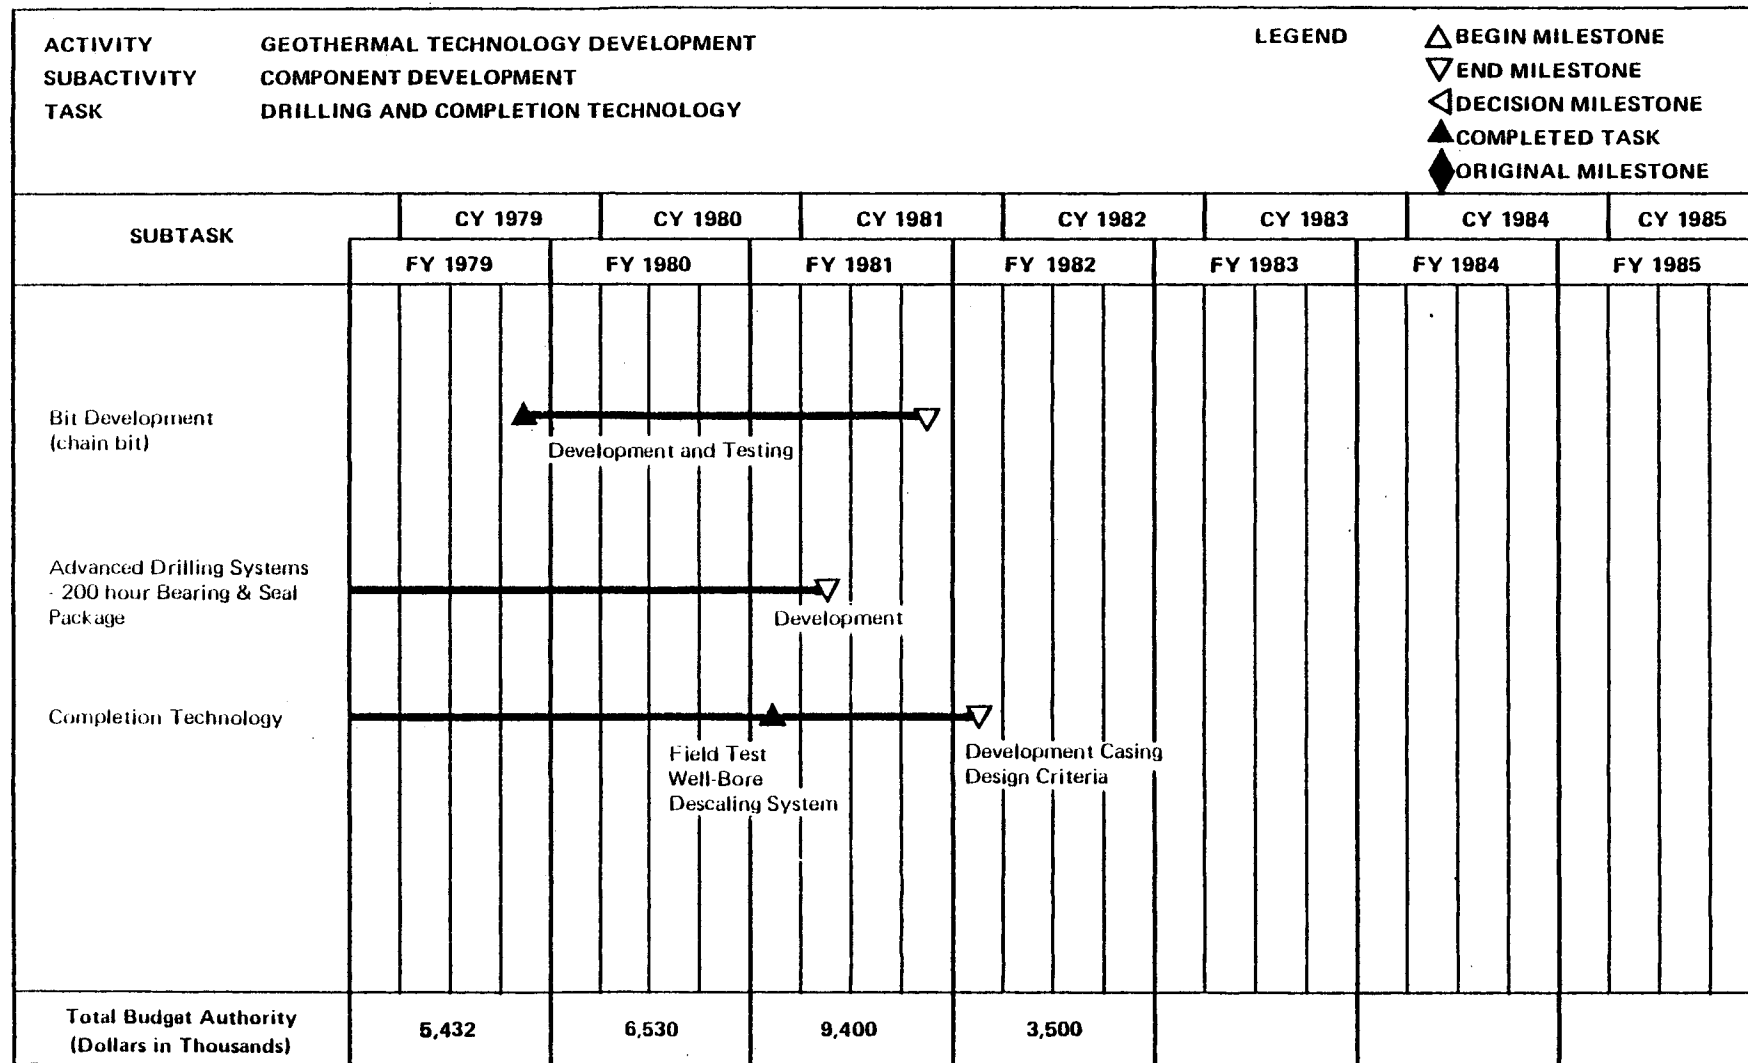 ACTIVITY GEOTHERMAL TECHNOLOGY DEVELOPMENT
SUBACTIVITY COMPONENT DEVELOPMENT
TASK DRILLING AND COMPLETION TECHNOLOGY
LEGEND
BEGIN MILESTONE
END MILESTONE
DECISION MILESTONE
COMPLETED TASK
ORIGINAL MILESTONE
SUBTASK
CY 1979 CY 1980 CY 1981 CY 1982 CY 1983 CY 1984 CY 1985
FY 1979 FY 1980 FY 1981 FY 1982 FY 1983 FY 1984 FY 1985
Bit Development
(chain bit)
Development and Testing
Advanced Drilling Systems
- 200 hour Bearing & Seal
Package
Development
Completion Technology
Field Test
Well-Bore
Descaling System
Development Casing
Design Criteria
Total Budget Authority
(Dollars in Thousands)
5,432 6,530 9,400 3,500